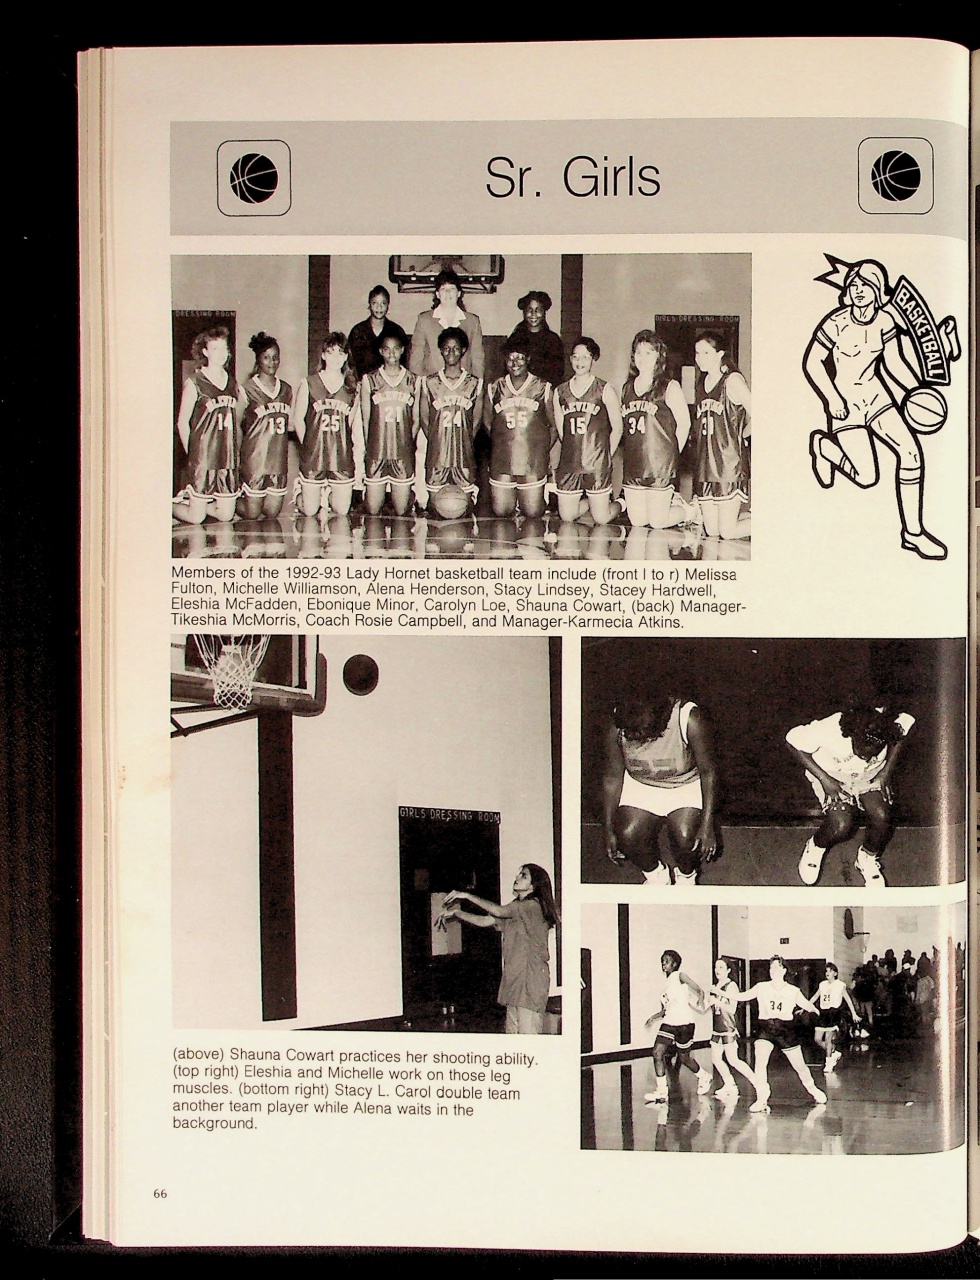 Sr. Girls
BASKETBALL
DRESSING ROOM
GIRLS DRESSING ROOM
BLEVINS
14
13
25
21
24
55
15
34
31
Members of the 1992-93 Lady Hornet basketball team include (front l to r) Melissa
Fulton, Michelle Williamson, Alena Henderson, Stacy Lindsey, Stacey Hardwell,
Eleshia McFadden, Ebonique Minor, Carolyn Loe, Shauna Cowart, (back) Manager-
Tikeshia McMorris, Coach Rosie Campbell, and Manager-Karmecia Atkins.
GIRLS DRESSING ROOM
34
25
(above) Shauna Cowart practices her shooting ability.
(top right) Eleshia and Michelle work on those leg
muscles. (bottom right) Stacy L. Carol double team
another team player while Alena waits in the
background.
66